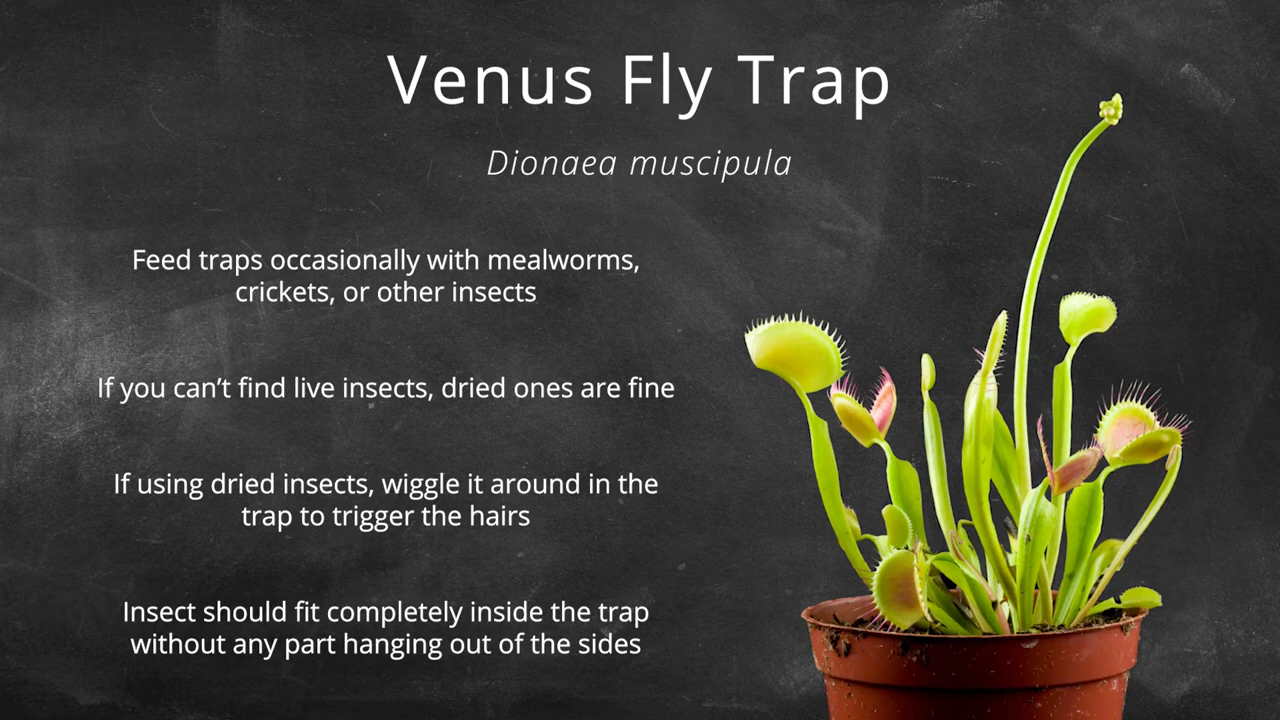 Venus Fly Trap
Dionaea muscipula
Feed traps occasionally with mealworms,
crickets, or other insects
If you can’t find live insects, dried ones are fine
If using dried insects, wiggle it around in the
trap to trigger the hairs
Insect should fit completely inside the trap
without any part hanging out of the sides